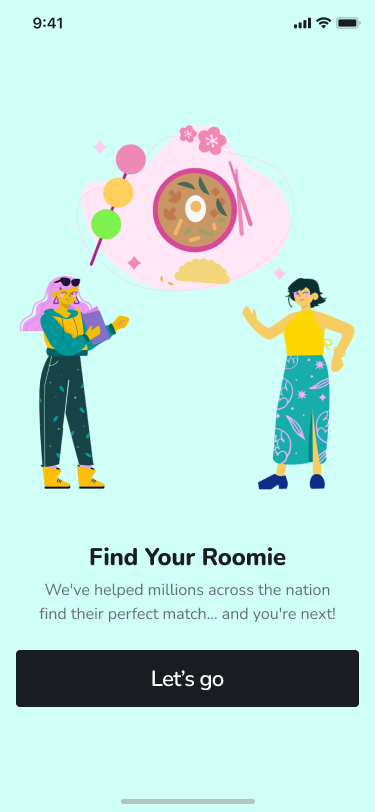 9:41
Find Your Roomie
We've helped millions across the nation
find their perfect match... and you're next!
Let's go